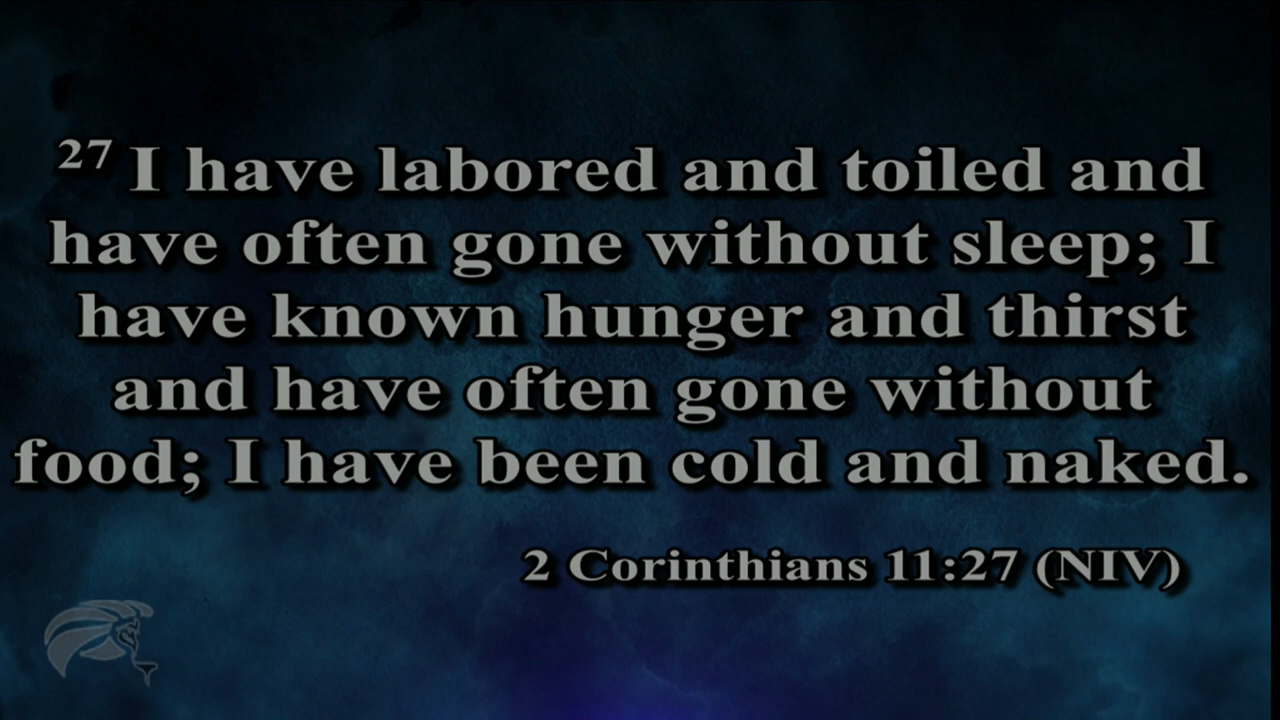 27 I have labored and toiled and
have often gone without sleep; I
have known hunger and thirst
and have often gone without
food; I have been cold and naked.
2 Corinthians 11:27 (NIV)